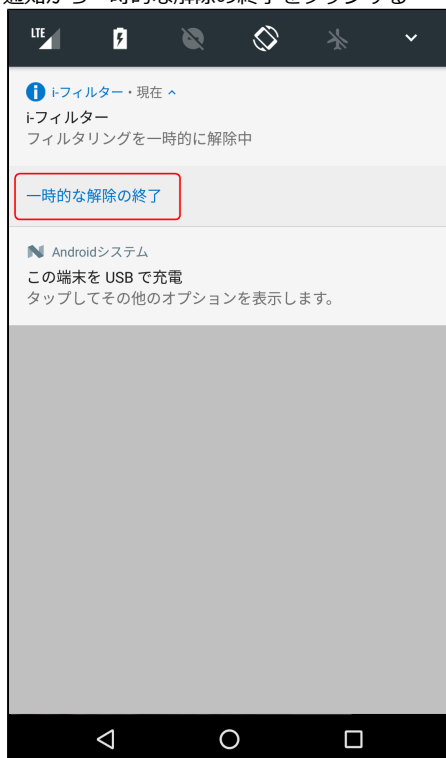 LTE
i-フィルター・現在
i-フィルター
フィルタリングを一時的に解除中
一時的な解除の終了
Androidシステム
この端末を USB で充電
タップしてその他のオプションを表示します。